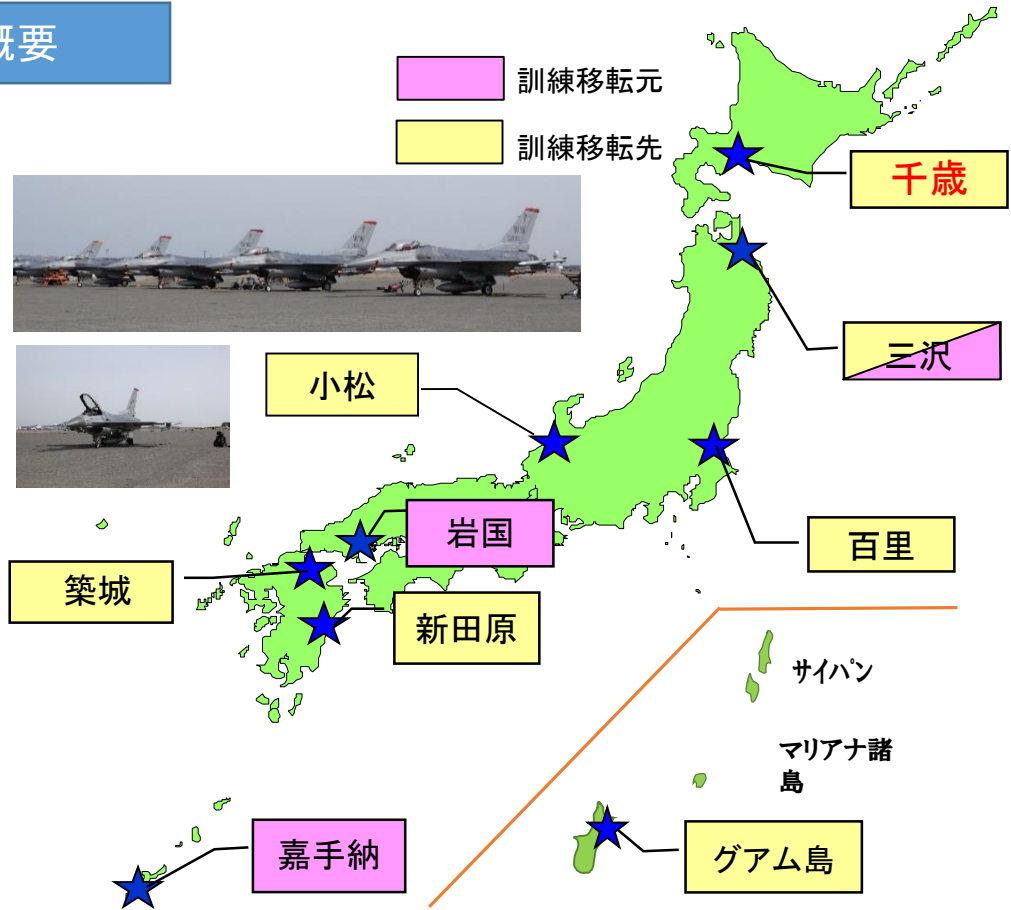 概要
訓練移転元
訓練移転先
千歳
三沢
小松
岩国
百里
築城
新田原
サイパン
マリアナ諸
島
嘉手納
グアム島